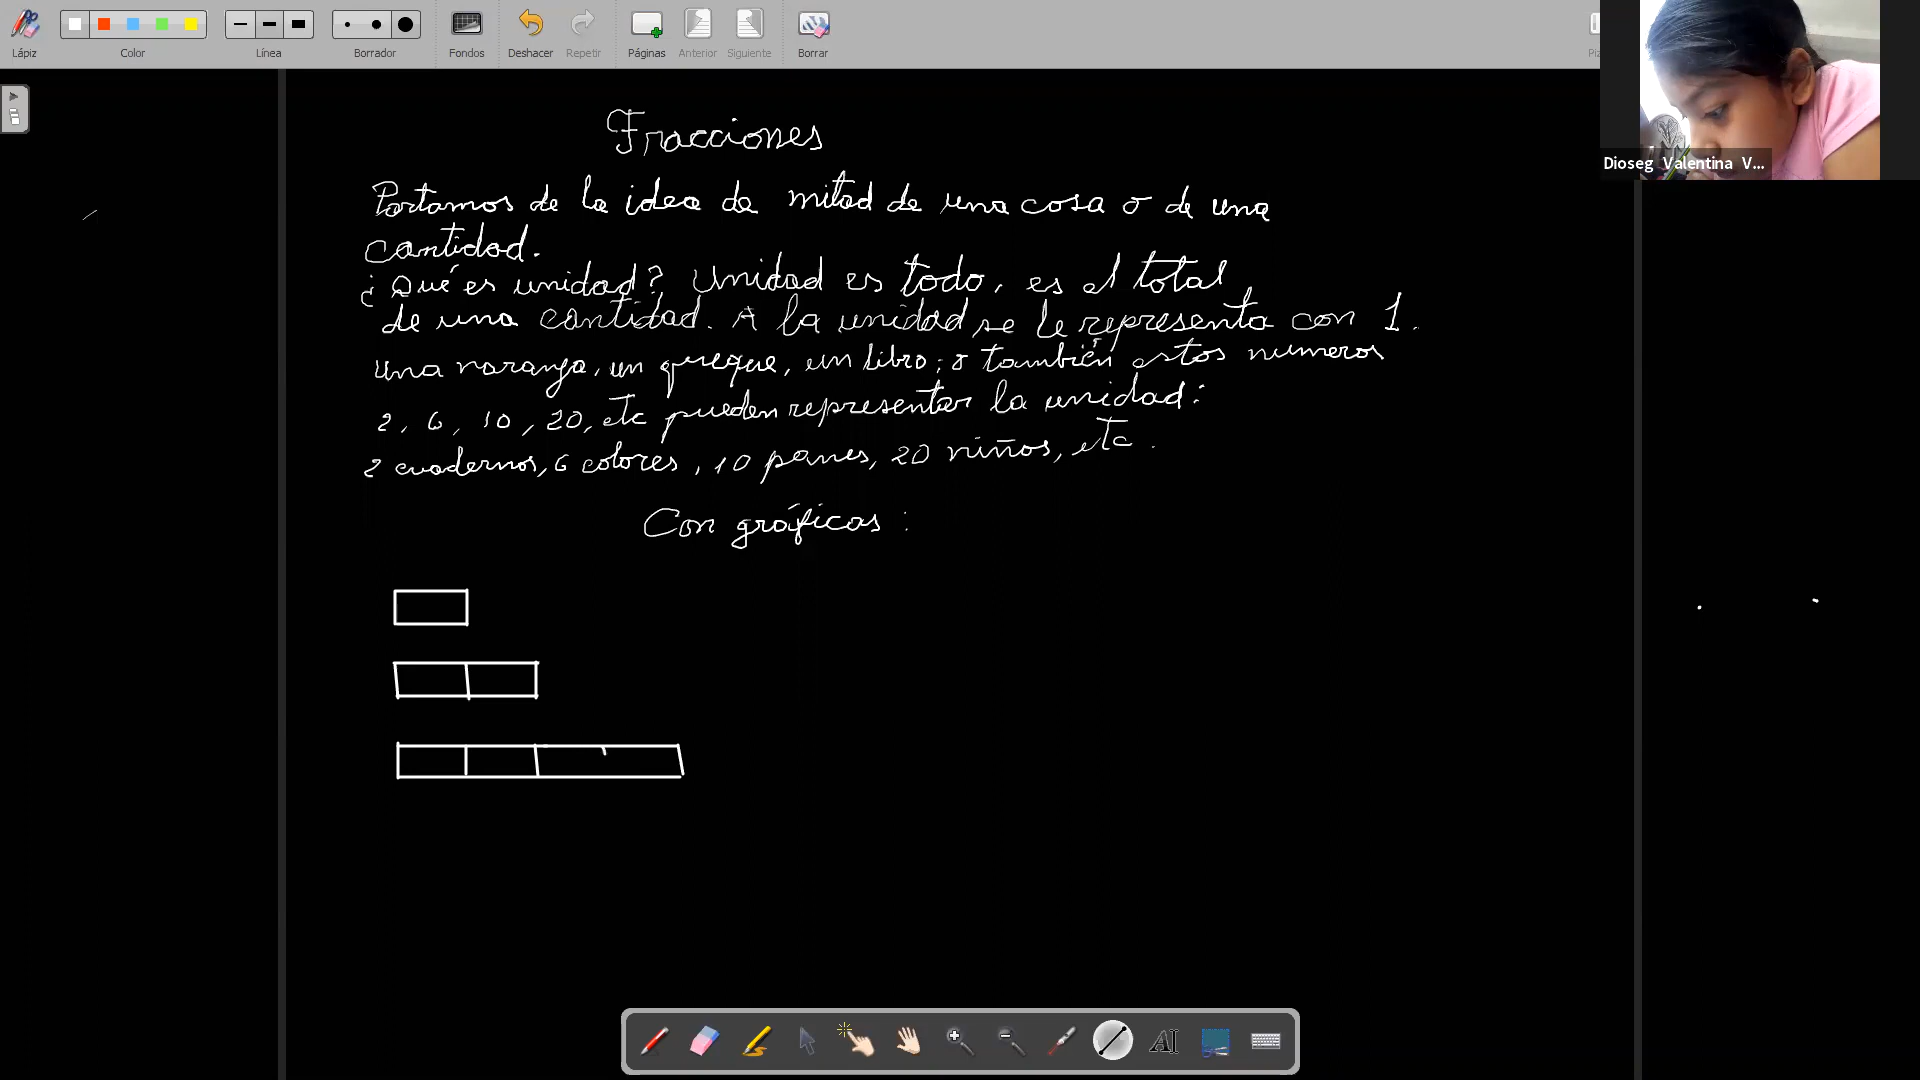 Lápiz
Color
Línea
Borrador
Fondos
Deshacer
Repetir
Páginas
Anterior
Siguiente
Borrar
Dioseg Valentina V...
Fracciones
Partamos de la idea de mitad de una cosa o de una
cantidad.
¿Qué es unidad? Unidad es todo, es el total
de una cantidad. A la unidad se le representa con 1.
una naranja, un queque, un libro; o también estos numeros
2, 6, 10, 20, etc pueden representar la unidad:
2 cuadernos, 6 colores, 10 panes, 20 niños, etc.
Con gráficas: